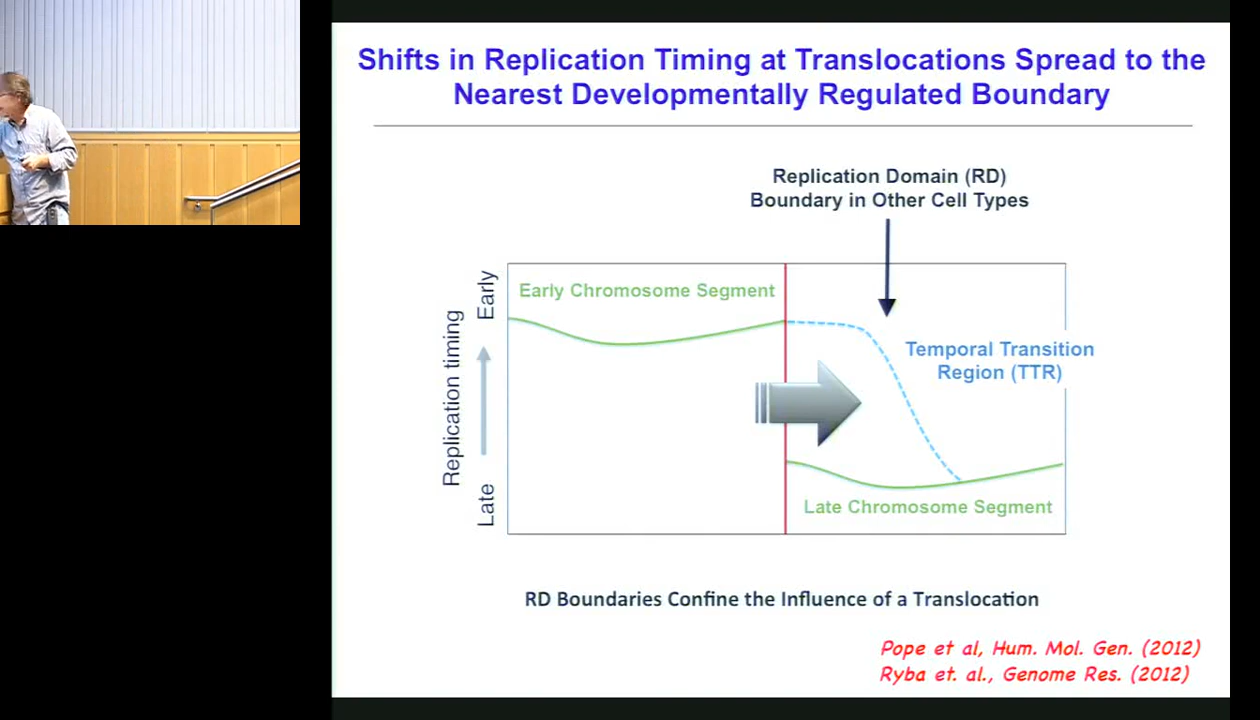 Shifts in Replication Timing at Translocations Spread to the
Nearest Developmentally Regulated Boundary
Replication Domain (RD)
Boundary in Other Cell Types
Early Chromosome Segment
Early
Replication timing
Late
Temporal Transition
Region (TTR)
Late Chromosome Segment
RD Boundaries Confine the Influence of a Translocation
Pope et al, Hum. Mol. Gen. (2012)
Ryba et. al., Genome Res. (2012)